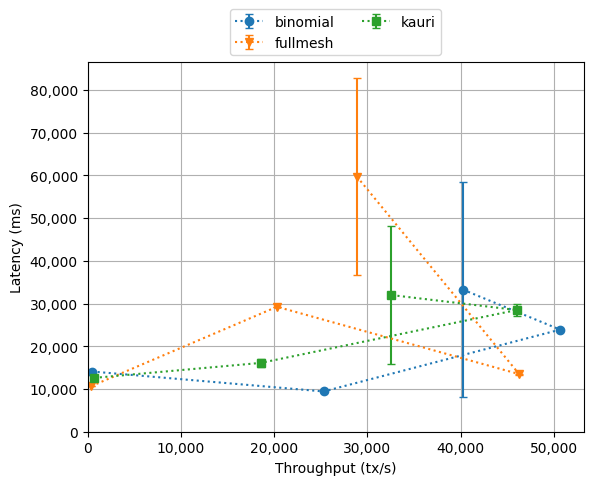 binomial
fullmesh
kauri
80,000
70,000
60,000
50,000
40,000
30,000
20,000
10,000
0
Latency (ms)
0 10,000 20,000 30,000 40,000 50,000
Throughput (tx/s)